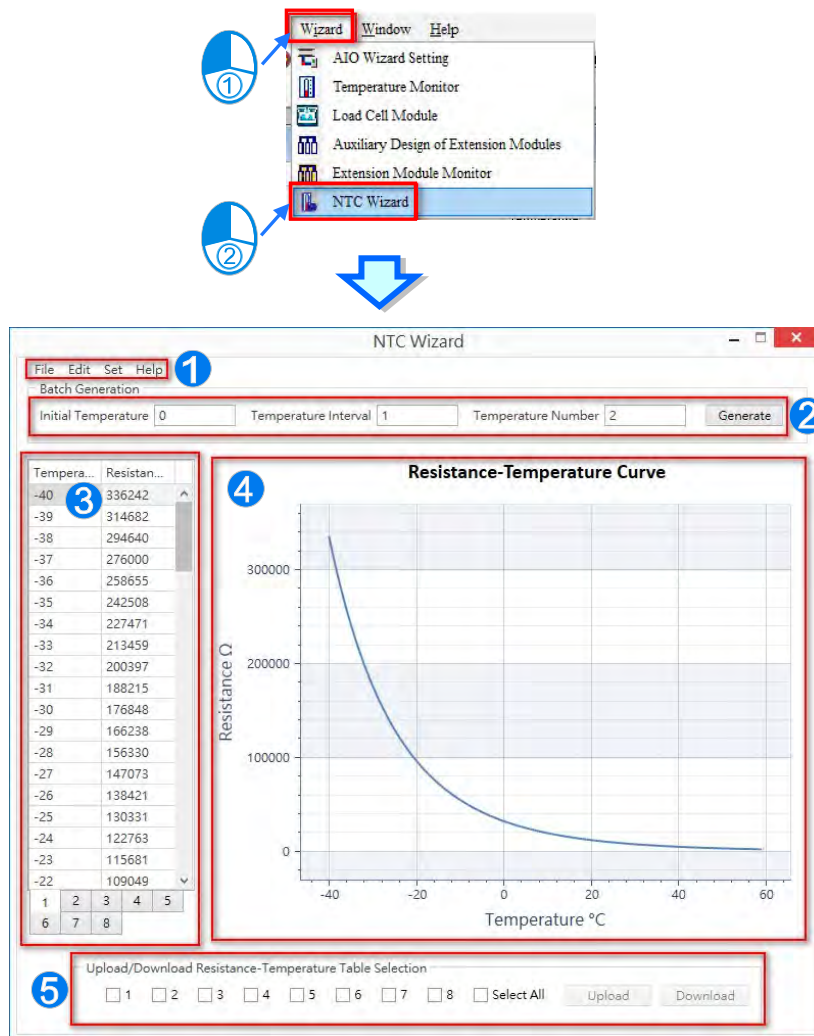 Wizard Window Help
①
AIO Wizard Setting
Temperature Monitor
Load Cell Module
Auxiliary Design of Extension Modules
Extension Module Monitor
②
NTC Wizard
NTC Wizard
File Edit Set Help 1
Batch Generation
Initial Temperature 0 Temperature Interval 1 Temperature Number 2 Generate 2
Tempera... Resistan...
3
-40 336242
-39 314682
-38 294640
-37 276000
-36 258655
-35 242508
-34 227471
-33 213459
-32 200397
-31 188215
-30 176848
-29 166238
-28 156330
-27 147073
-26 138421
-25 130331
-24 122763
-23 115681
-22 109049
1 2 3 4 5
6 7 8
4
Resistance-Temperature Curve
Resistance Ω
300000
200000
100000
0
-40 -20 0 20 40 60
Temperature °C
5
Upload/Download Resistance-Temperature Table Selection
1 2 3 4 5 6 7 8 Select All Upload Download